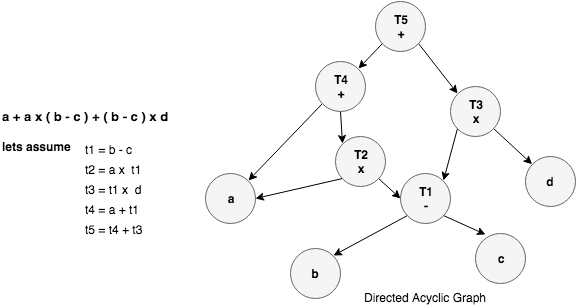 a + a x ( b - c ) + ( b - c ) x d
lets assume
t1 = b - c
t2 = a x t1
t3 = t1 x d
t4 = a + t1
t5 = t4 + t3
T5
+
T4
+
T3
x
T2
x
T1
-
a
d
b
c
Directed Acyclic Graph